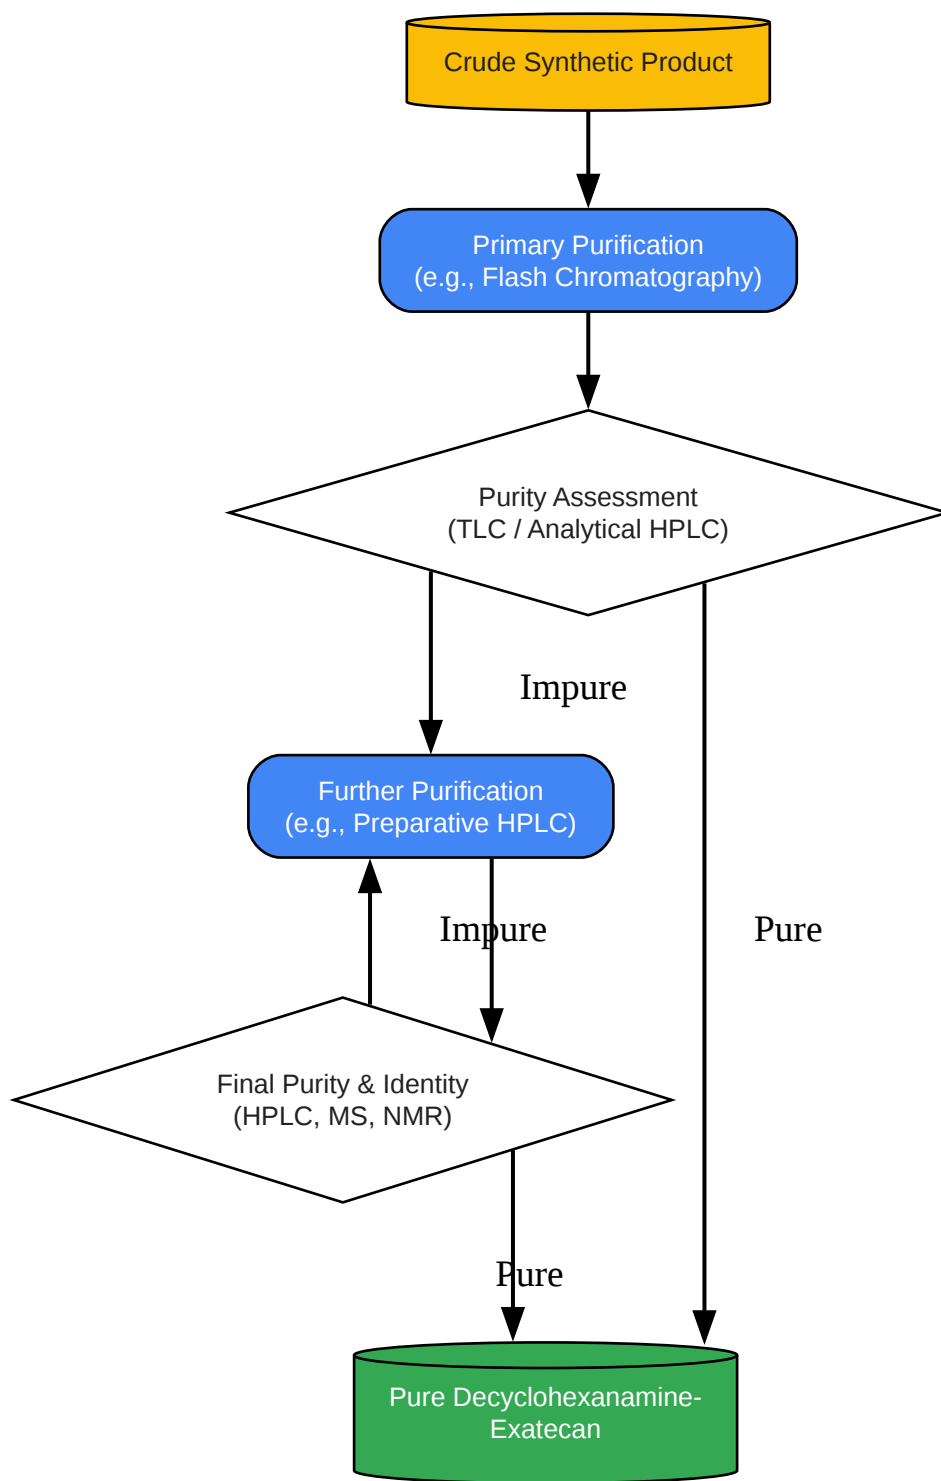 Crude Synthetic Product
Primary Purification
(e.g., Flash Chromatography)
Purity Assessment
(TLC / Analytical HPLC)
Impure
Further Purification
(e.g., Preparative HPLC)
Impure
Pure
Final Purity & Identity
(HPLC, MS, NMR)
Pure
Pure Decyclohexanamine-
Exatecan